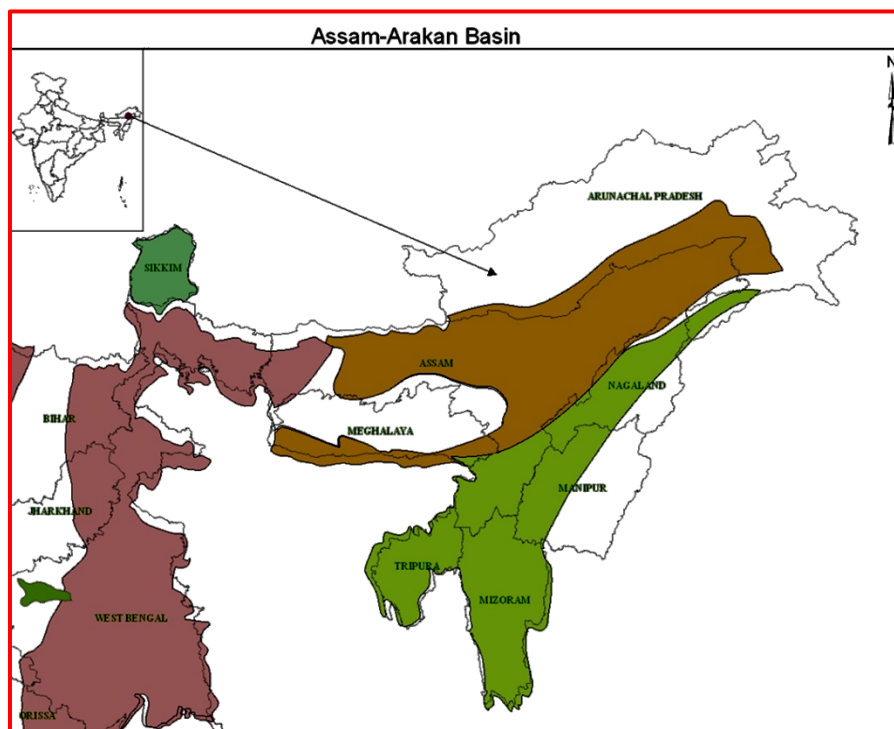 Assam-Arakan Basin
N
ARUNACHAL PRADESH
SIKKIM
ASSAM
NAGALAND
BIHAR
MEGHALAYA
MANIPUR
JHARKHAND
TRIPURA
MIZORAM
WEST BENGAL
ORISSA